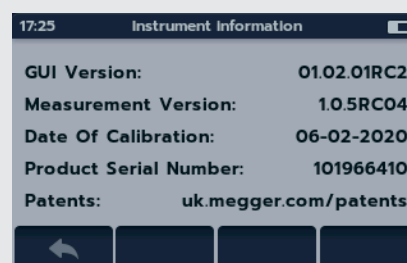 17:25 Instrument Information
GUI Version: 01.02.01RC2
Measurement Version: 1.0.5RC04
Date Of Calibration: 06-02-2020
Product Serial Number: 101966410
Patents: uk.megger.com/patents